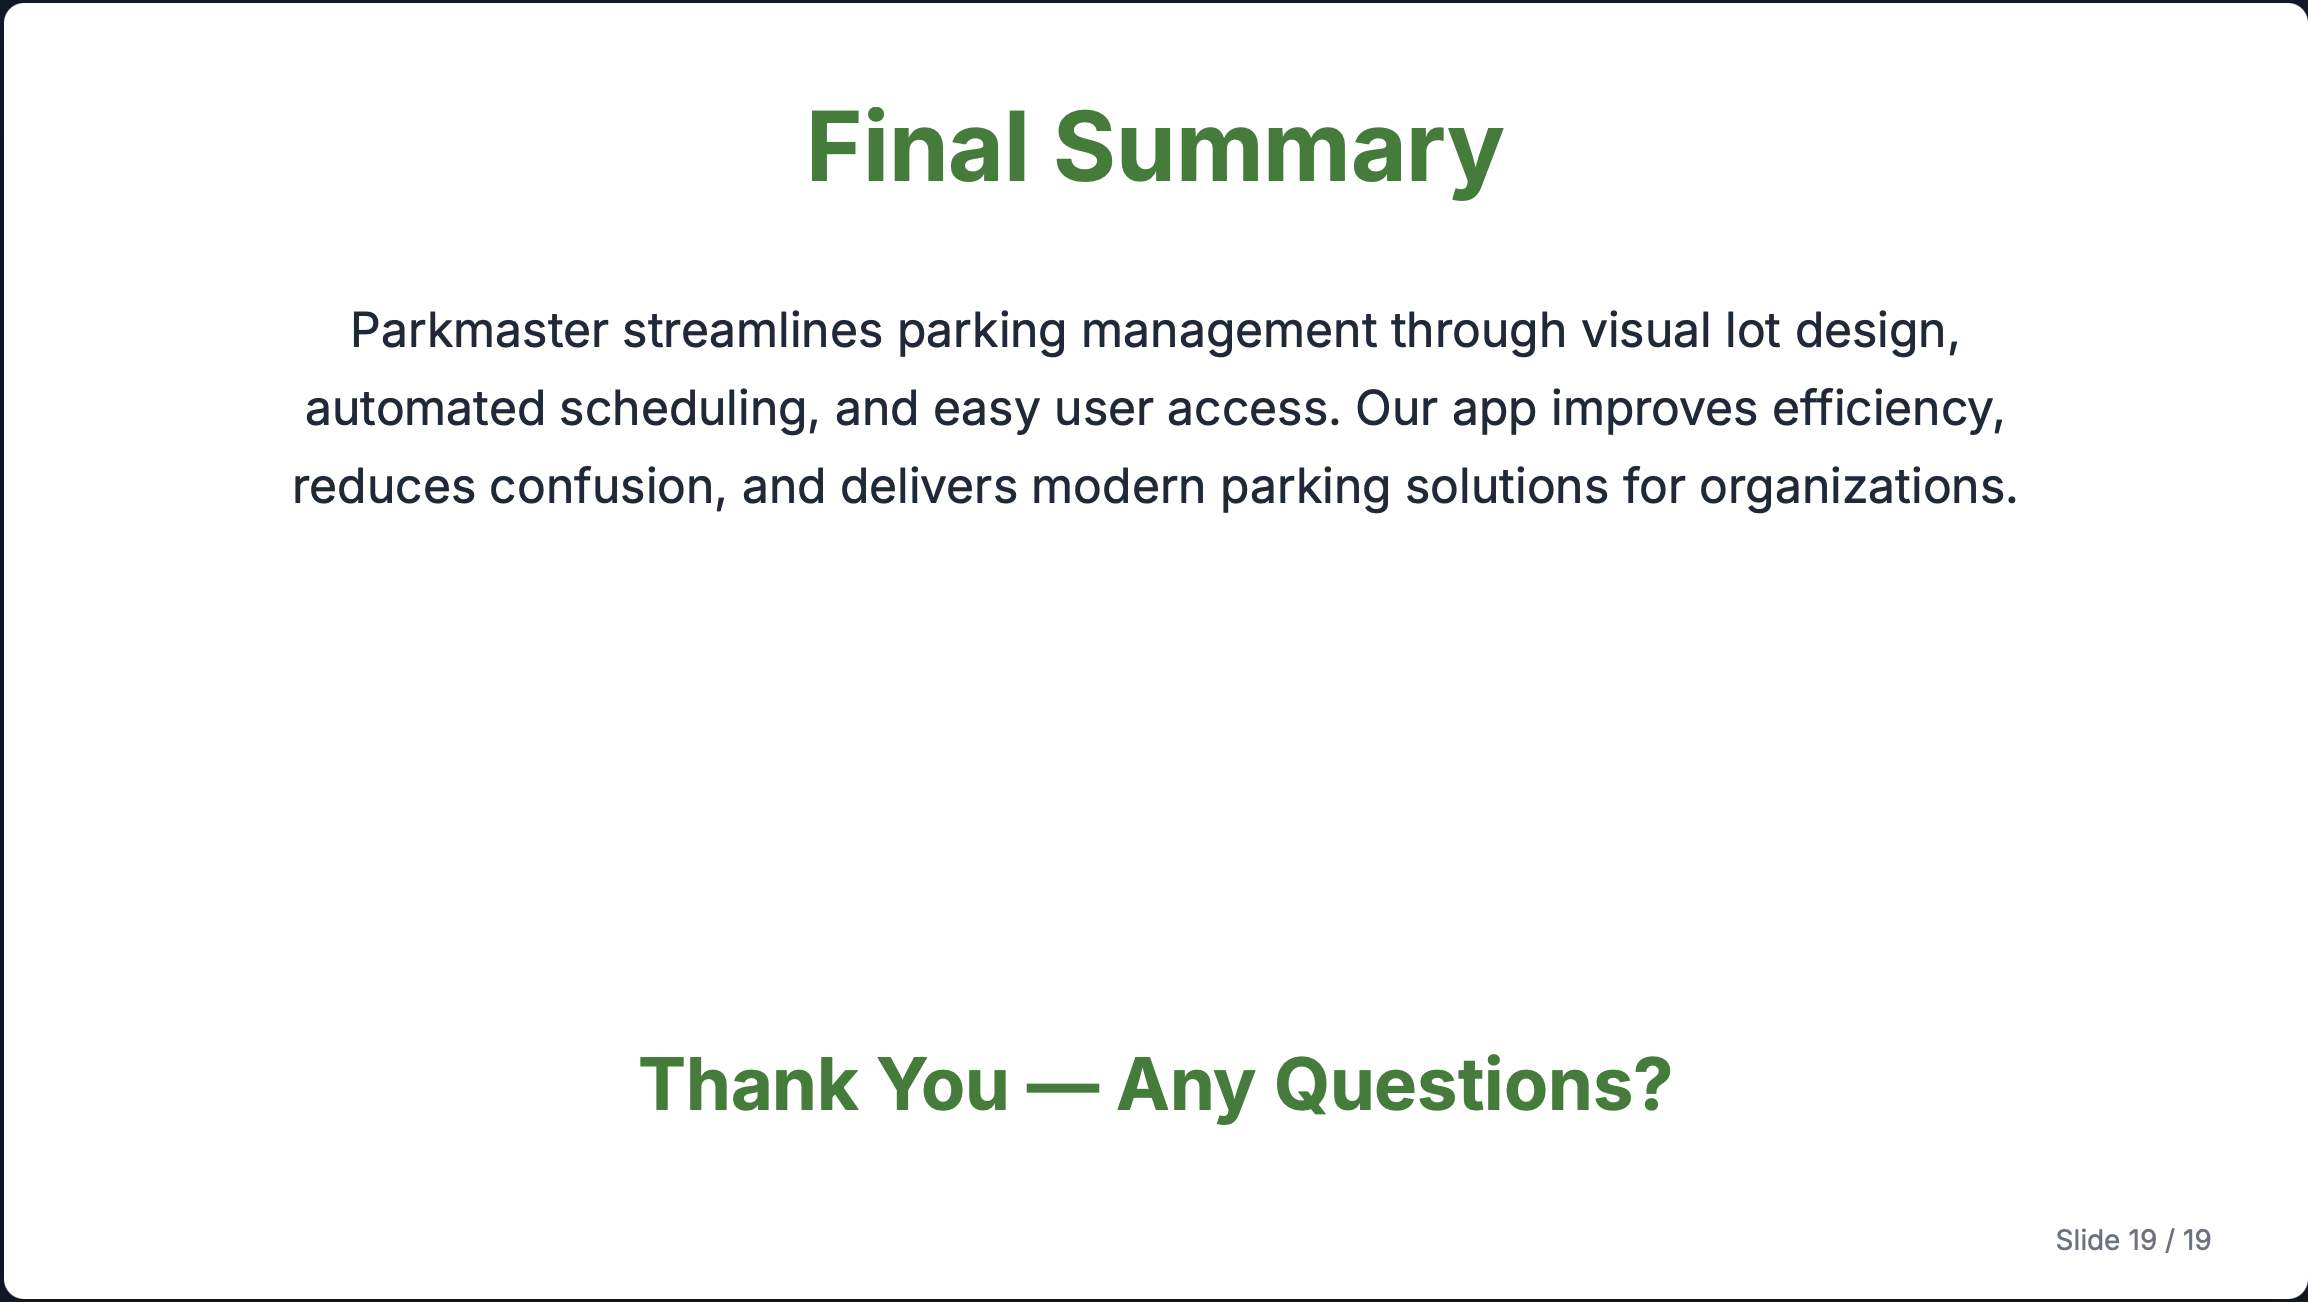 Final Summary
Parkmaster streamlines parking management through visual lot design,
automated scheduling, and easy user access. Our app improves efficiency,
reduces confusion, and delivers modern parking solutions for organizations.
Thank You — Any Questions?
Slide 19 / 19